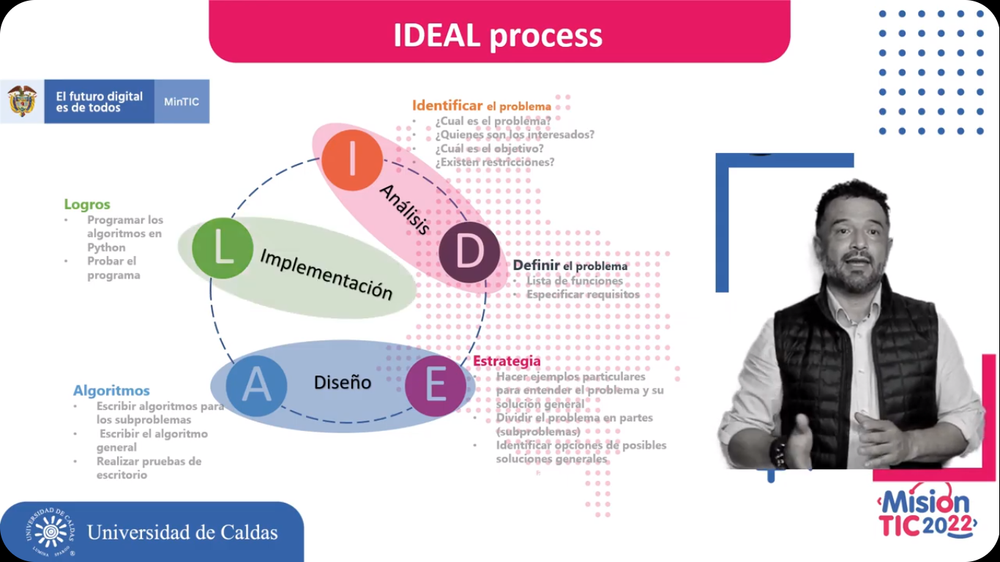 IDEAL process
El futuro digital
es de todos
MinTIC
Identificar el problema
• ¿Cual es el problema?
• ¿Quienes son los interesados?
• ¿Cuál es el objetivo?
• ¿Existen restricciones?
I
Análisis
D
Definir el problema
• Lista de funciones
• Especificar requisitos
Logros
• Programar los
algoritmos en
Python
• Probar el
programa
L
Implementación
Estrategia
• Hacer ejemplos particulares
para entender el problema y su
solución general
• Dividir el problema en partes
(subproblemas)
• Identificar opciones de posibles
soluciones generales
A
Diseño
E
Algoritmos
• Escribir algoritmos para
los subproblemas
• Escribir el algoritmo
general
• Realizar pruebas de
escritorio
UNIVERSIDAD DE CALDAS
LUMINA SPARGO
®
Universidad de Caldas
‹Misión
TIC2022›